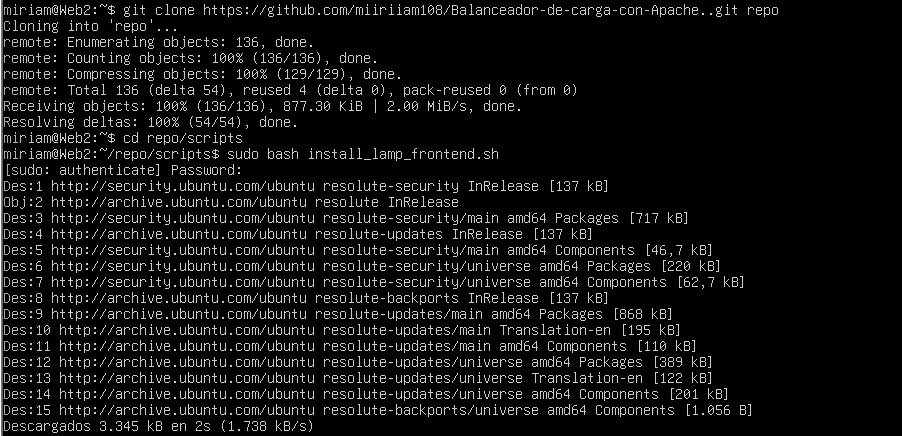 miriam@Web2:~$ git clone https://github.com/miiriiam108/Balanceador-de-carga-con-Apache..git repo
Cloning into 'repo'...
remote: Enumerating objects: 136, done.
remote: Counting objects: 100% (136/136), done.
remote: Compressing objects: 100% (129/129), done.
remote: Total 136 (delta 54), reused 4 (delta 0), pack-reused 0 (from 0)
Receiving objects: 100% (136/136), 877.30 KiB | 2.00 MiB/s, done.
Resolving deltas: 100% (54/54), done.
miriam@Web2:~$ cd repo/scripts
miriam@Web2:~/repo/scripts$ sudo bash install_lamp_frontend.sh
[sudo: authenticate] Password:
Des:1 http://security.ubuntu.com/ubuntu resolute-security InRelease [137 kB]
Obj:2 http://archive.ubuntu.com/ubuntu resolute InRelease
Des:3 http://security.ubuntu.com/ubuntu resolute-security/main amd64 Packages [717 kB]
Des:4 http://archive.ubuntu.com/ubuntu resolute-updates InRelease [137 kB]
Des:5 http://security.ubuntu.com/ubuntu resolute-security/main amd64 Components [46,7 kB]
Des:6 http://security.ubuntu.com/ubuntu resolute-security/universe amd64 Packages [220 kB]
Des:7 http://security.ubuntu.com/ubuntu resolute-security/universe amd64 Components [62,7 kB]
Des:8 http://archive.ubuntu.com/ubuntu resolute-backports InRelease [137 kB]
Des:9 http://archive.ubuntu.com/ubuntu resolute-updates/main amd64 Packages [868 kB]
Des:10 http://archive.ubuntu.com/ubuntu resolute-updates/main Translation-en [195 kB]
Des:11 http://archive.ubuntu.com/ubuntu resolute-updates/main amd64 Components [110 kB]
Des:12 http://archive.ubuntu.com/ubuntu resolute-updates/universe amd64 Packages [389 kB]
Des:13 http://archive.ubuntu.com/ubuntu resolute-updates/universe Translation-en [122 kB]
Des:14 http://archive.ubuntu.com/ubuntu resolute-updates/universe amd64 Components [201 kB]
Des:15 http://archive.ubuntu.com/ubuntu resolute-backports/universe amd64 Components [1.056 B]
Descargados 3.345 kB en 2s (1.738 kB/s)